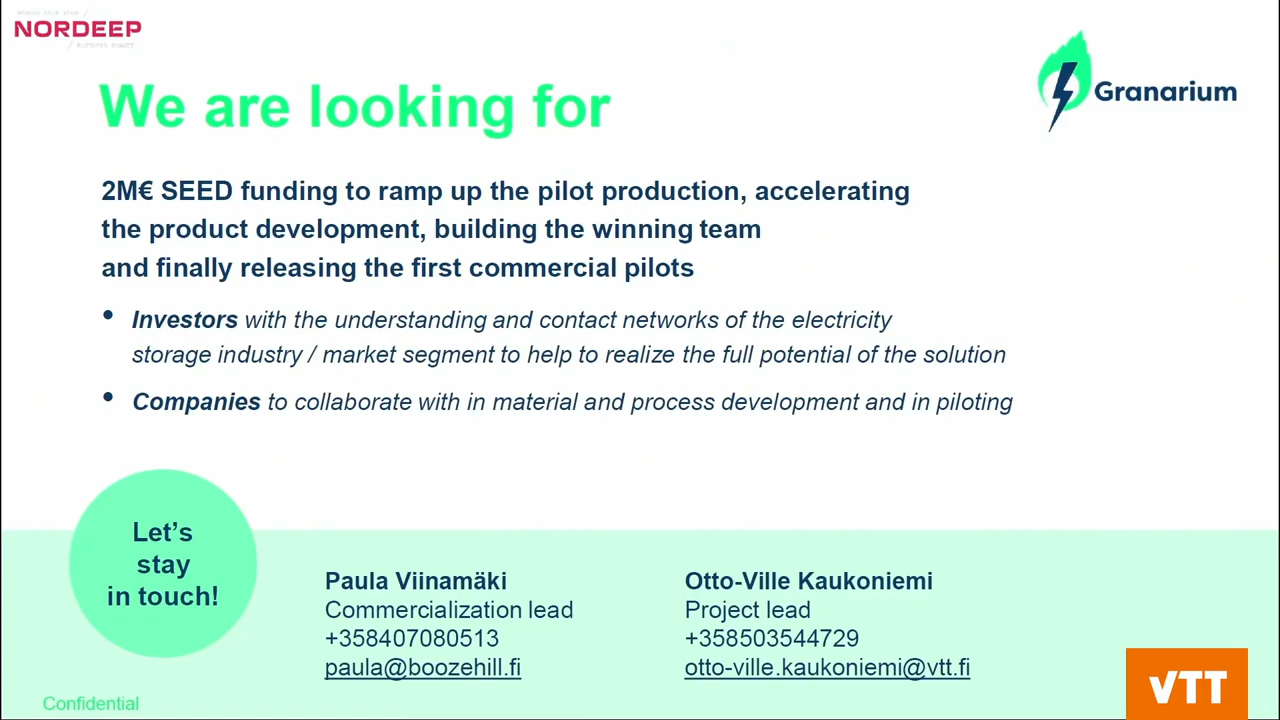 NORDEEP
Granarium
We are looking for
2M€ SEED funding to ramp up the pilot production, accelerating
the product development, building the winning team
and finally releasing the first commercial pilots
• Investors with the understanding and contact networks of the electricity
storage industry / market segment to help to realize the full potential of the solution
• Companies to collaborate with in material and process development and in piloting
Let's
stay
in touch!
Paula Viinamäki
Commercialization lead
+358407080513
paula@boozehill.fi
Otto-Ville Kaukoniemi
Project lead
+358503544729
otto-ville.kaukoniemi@vtt.fi
VTT
Confidential